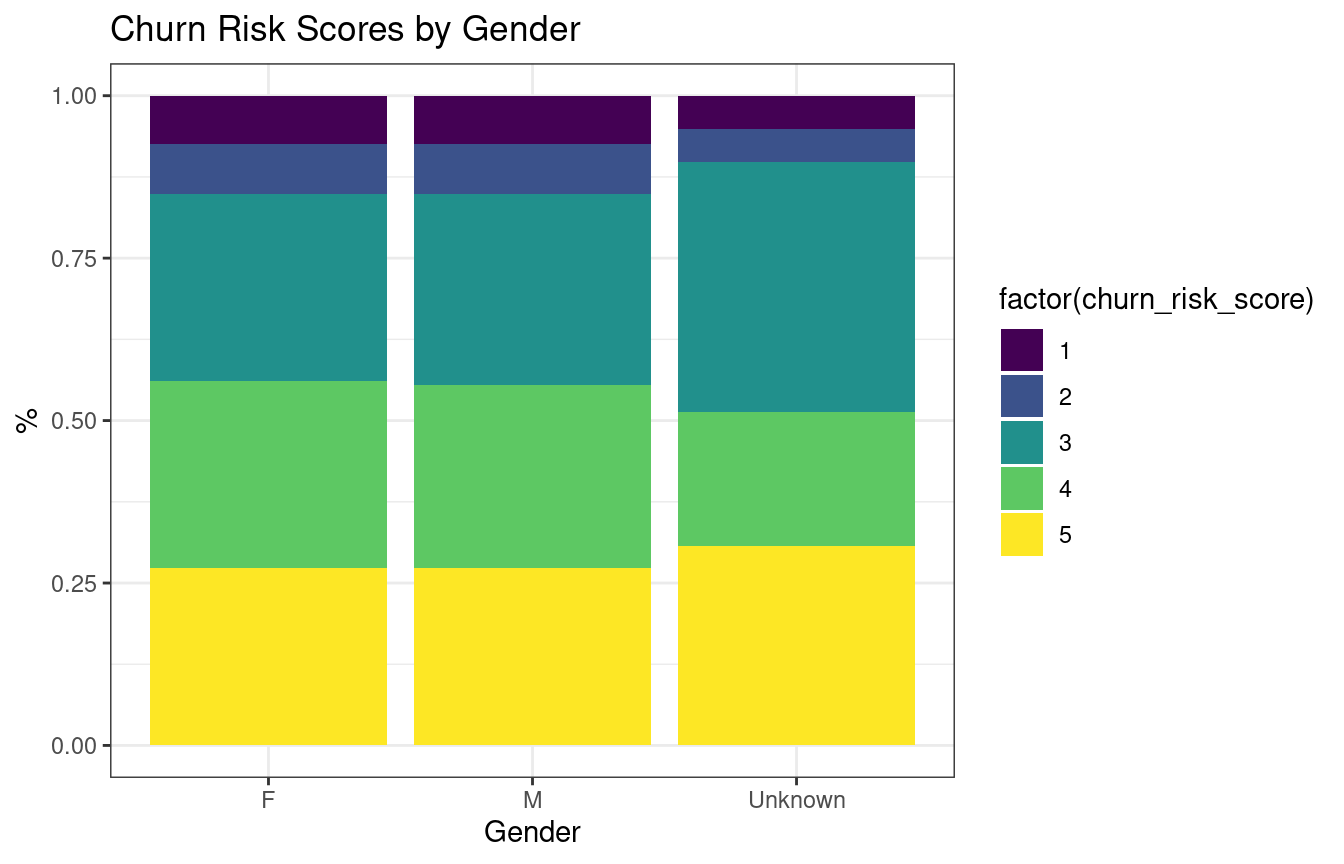 Churn Risk Scores by Gender
1.00
0.75
0.50
0.25
0.00
%
F
M
Unknown
Gender
factor(churn_risk_score)
1
2
3
4
5